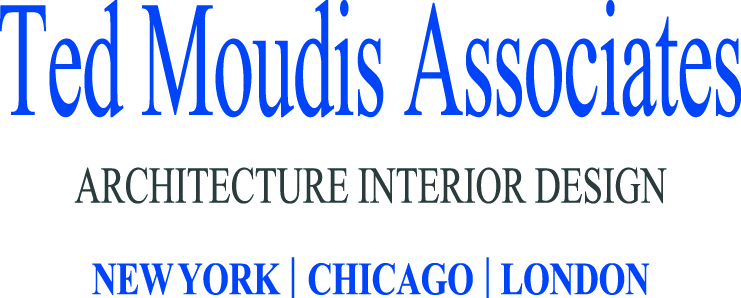 Ted Moudis Associates
ARCHITECTURE INTERIOR DESIGN
NEW YORK | CHICAGO | LONDON